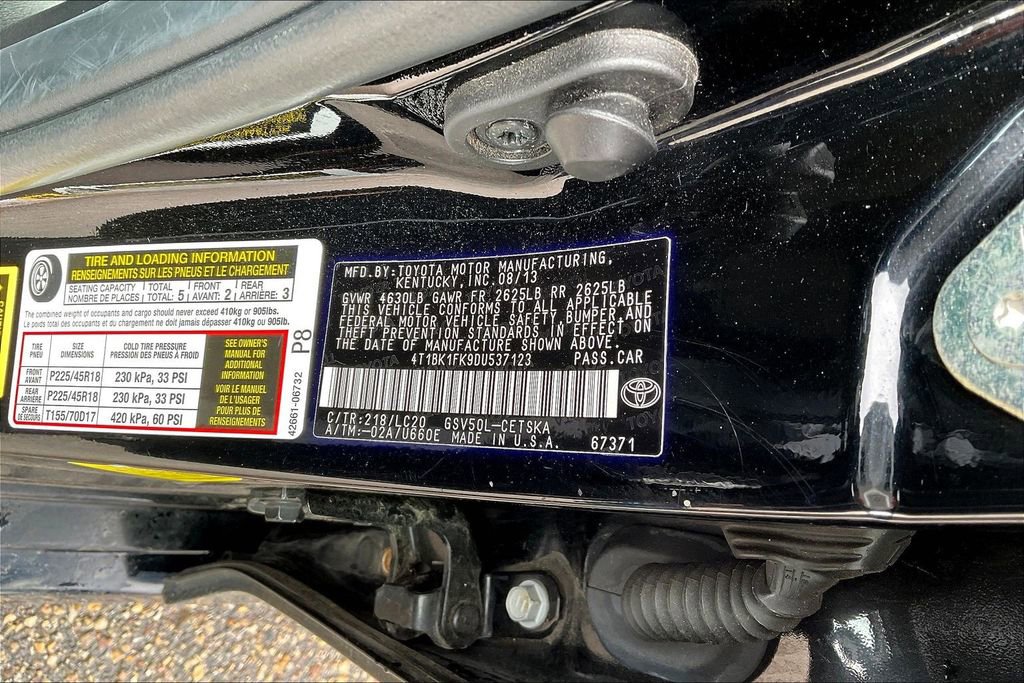 TIRE AND LOADING INFORMATION
RENSEIGNEMENTS SUR LES PNEUS ET LE CHARGEMENT
SEATING CAPACITY | TOTAL: 5 | FRONT : 2 | REAR : 3
NOMBRE DE PLACES | AVANT | ARRIÈRE
The combined weight of occupants and cargo should never exceed 410kg or 905lbs.
Le poids total des occupants et du chargement ne doit jamais dépasser 410kg ou 905lbs.
TIRE SIZE COLD TIRE PRESSURE
PNEU DIMENSIONS PRESSION DES PNEUS À FROID
FRONT AVANT P225/45R18 230 kPa, 33 PSI
REAR ARRIÈRE P225/45R18 230 kPa, 33 PSI
SPARE DE SECOURS T155/70D17 420 kPa, 60 PSI
SEE OWNER'S
MANUAL FOR
ADDITIONAL
INFORMATION
VOIR LE MANUEL
DE L'USAGER
POUR PLUS DE
RENSEIGNEMENTS
42661-06732 P8
MFD.BY:TOYOTA MOTOR MANUFACTURING,
KENTUCKY,INC.08/13
GVWR 4630LB GAWR FR 2625LB RR 2625LB
THIS VEHICLE CONFORMS TO ALL APPLICABLE
FEDERAL MOTOR VEHICLE SAFETY,BUMPER,AND
THEFT PREVENTION STANDARDS IN EFFECT ON
THE DATE OF MANUFACTURE SHOWN ABOVE.
4T1BK1FK9DU537123 PASS.CAR
C/TR:218/LC20 GSV50L-CETSKA
A/TM:-02A/U660E MADE IN U.S.A. 67371